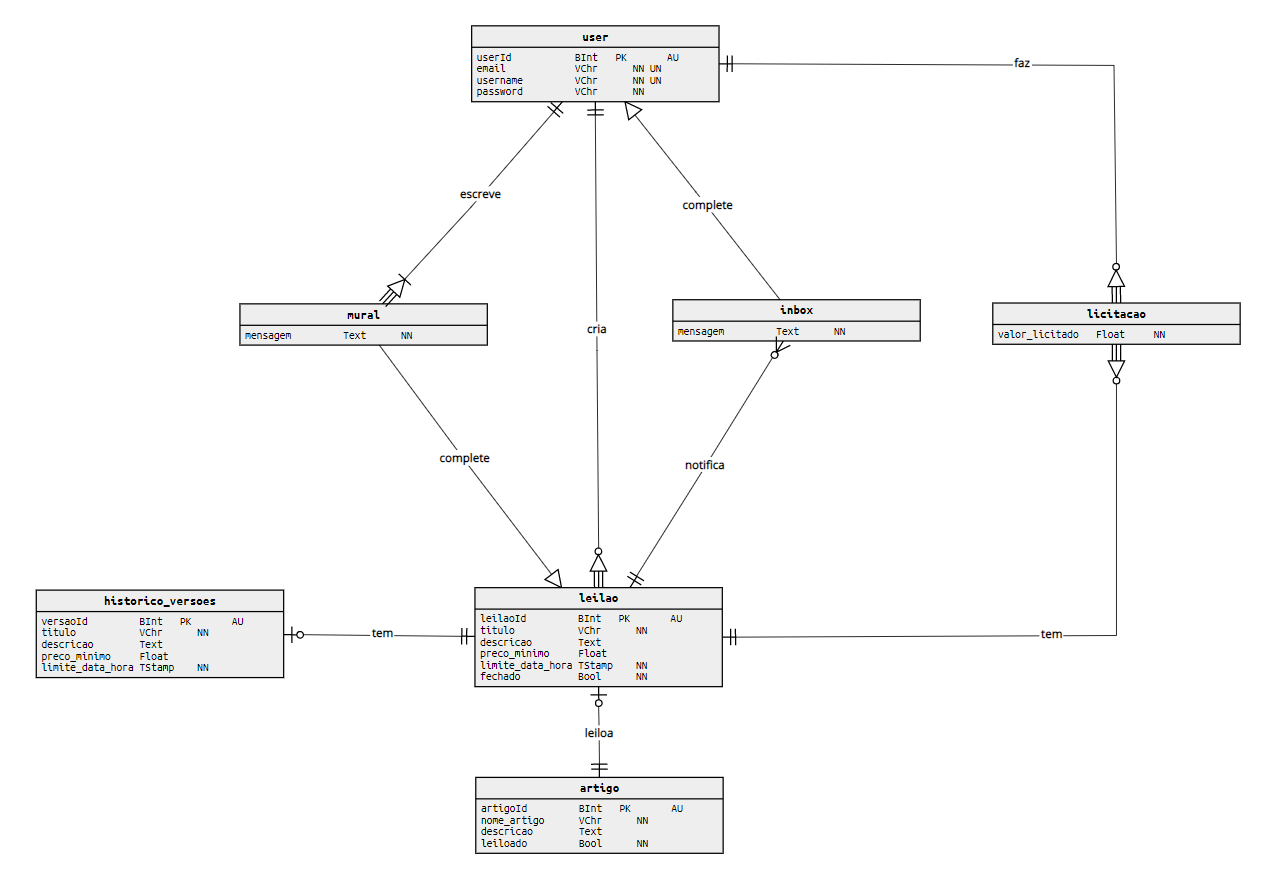 user
userId BInt PK AU
email VChr NN UN
username VChr NN UN
password VChr NN
faz
escreve
complete
cria
mural
mensagem Text NN
inbox
mensagem Text NN
licitacao
valor_licitado Float NN
complete
notifica
historico_versoes
versaoId BInt PK AU
titulo VChr NN
descricao Text
preco_minimo Float
limite_data_hora TStamp NN
tem
leilao
leilaoId BInt PK AU
titulo VChr NN
descricao Text
preco_minimo Float
limite_data_hora TStamp NN
fechado Bool NN
tem
leiloa
artigo
artigoId BInt PK AU
nome_artigo VChr NN
descricao Text
leiloado Bool NN